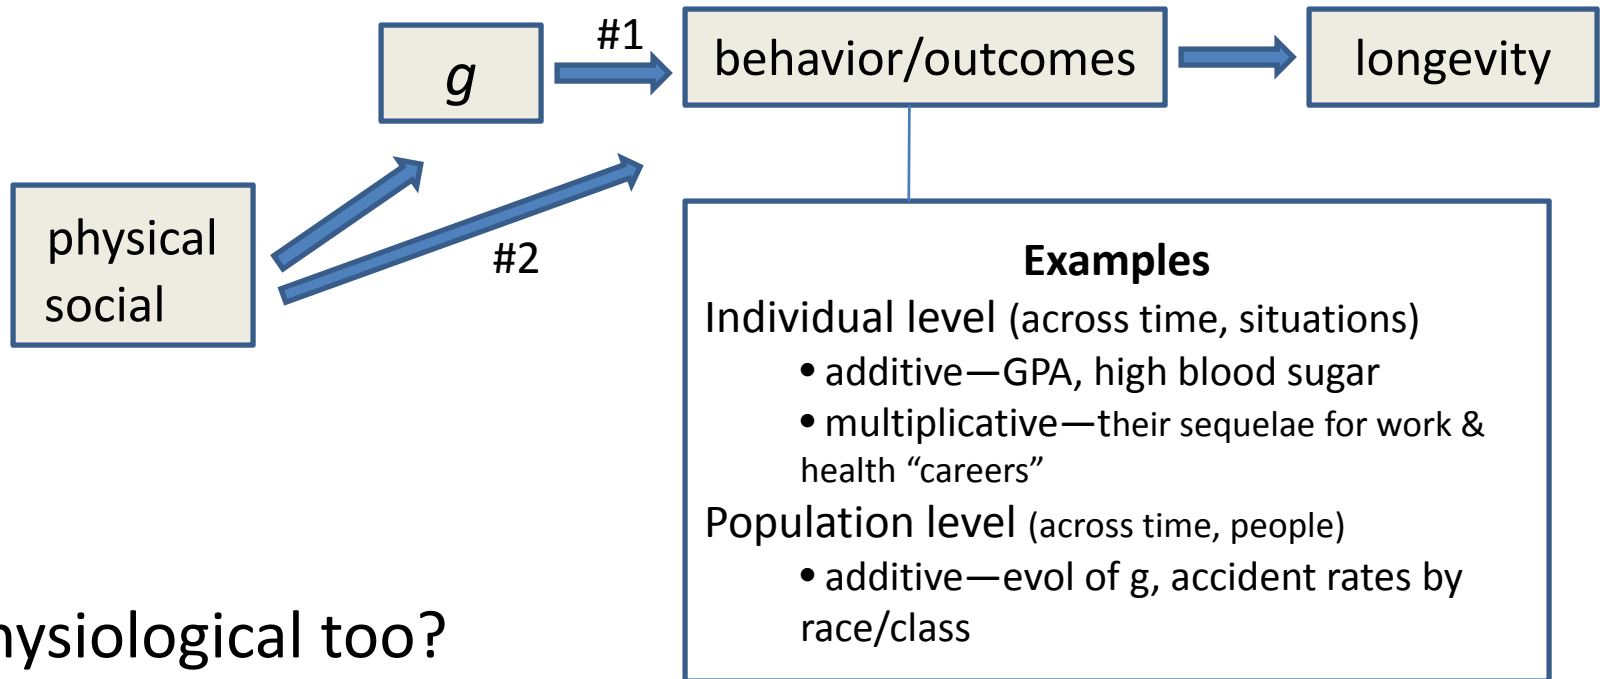 g
#1
behavior/outcomes
longevity
physical
social
#2
Examples
Individual level (across time, situations)
• additive—GPA, high blood sugar
• multiplicative—their sequelae for work &
health “careers”
Population level (across time, people)
• additive—evol of g, accident rates by
race/class
hysiological too?